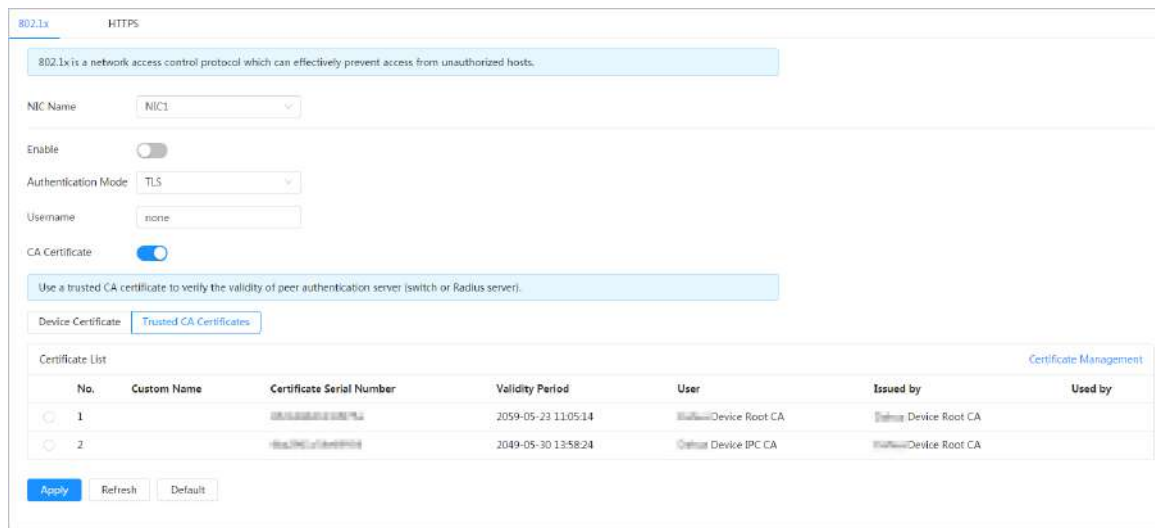 802.1x HTTPS
802.1x is a network access control protocol which can effectively prevent access from unauthorized hosts.
NIC Name NIC1
Enable
Authentication Mode TLS
Username none
CA Certificate
Use a trusted CA certificate to verify the validity of peer authentication server (switch or Radius server).
Device Certificate Trusted CA Certificates
Certificate List Certificate Management
No. Custom Name Certificate Serial Number Validity Period User Issued by Used by
1 2059-05-23 11:05:14 Device Root CA Device Root CA
2 2049-05-30 13:58:24 Device IPC CA Device Root CA
Apply Refresh Default